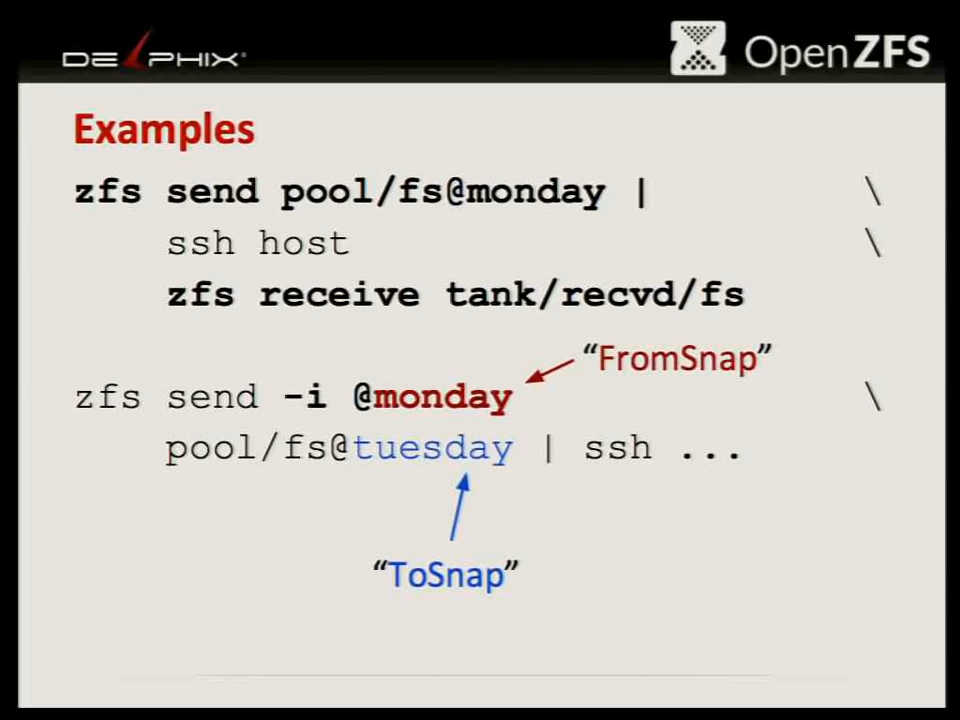 DELPHIX
OpenZFS
Examples
zfs send pool/fs@monday | \
ssh host \
zfs receive tank/recvd/fs
“FromSnap”
zfs send -i @monday \
pool/fs@tuesday | ssh ...
“ToSnap”